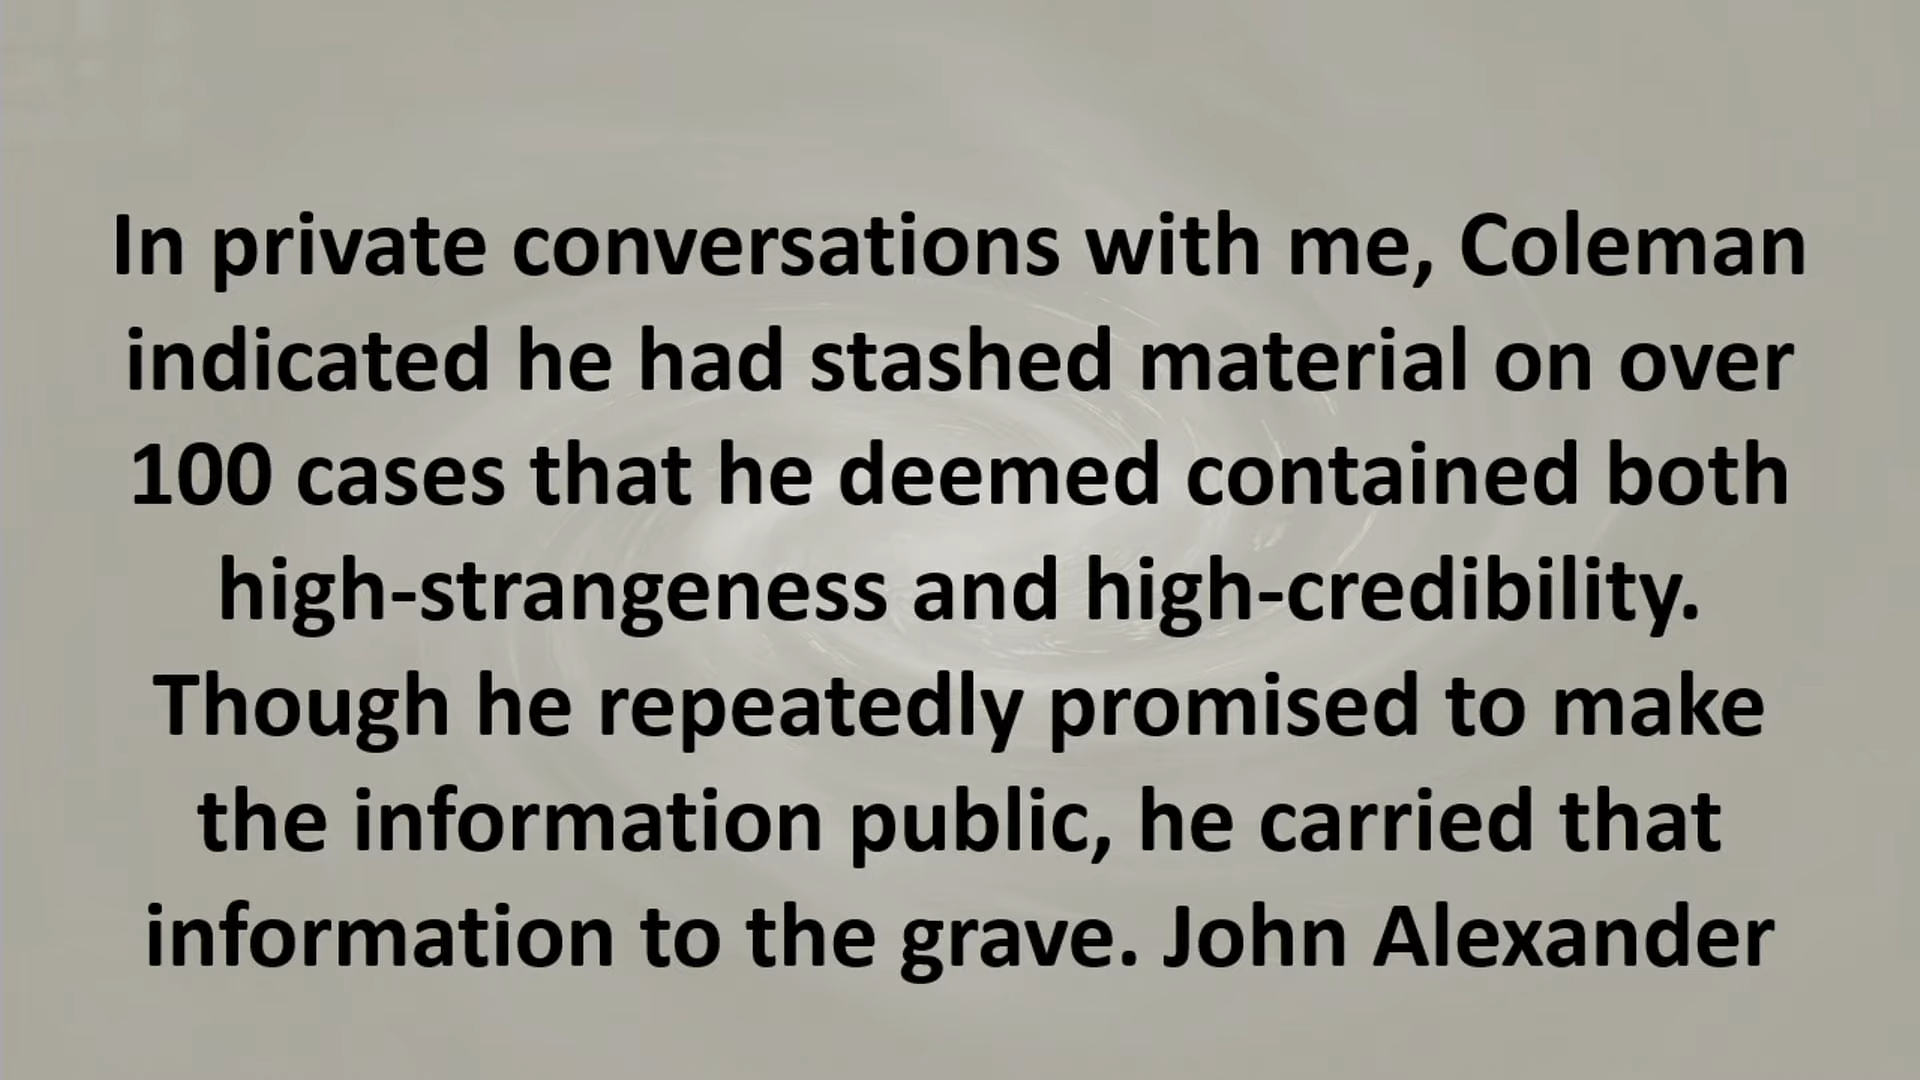 In private conversations with me, Coleman
indicated he had stashed material on over
100 cases that he deemed contained both
high-strangeness and high-credibility.
Though he repeatedly promised to make
the information public, he carried that
information to the grave. John Alexander